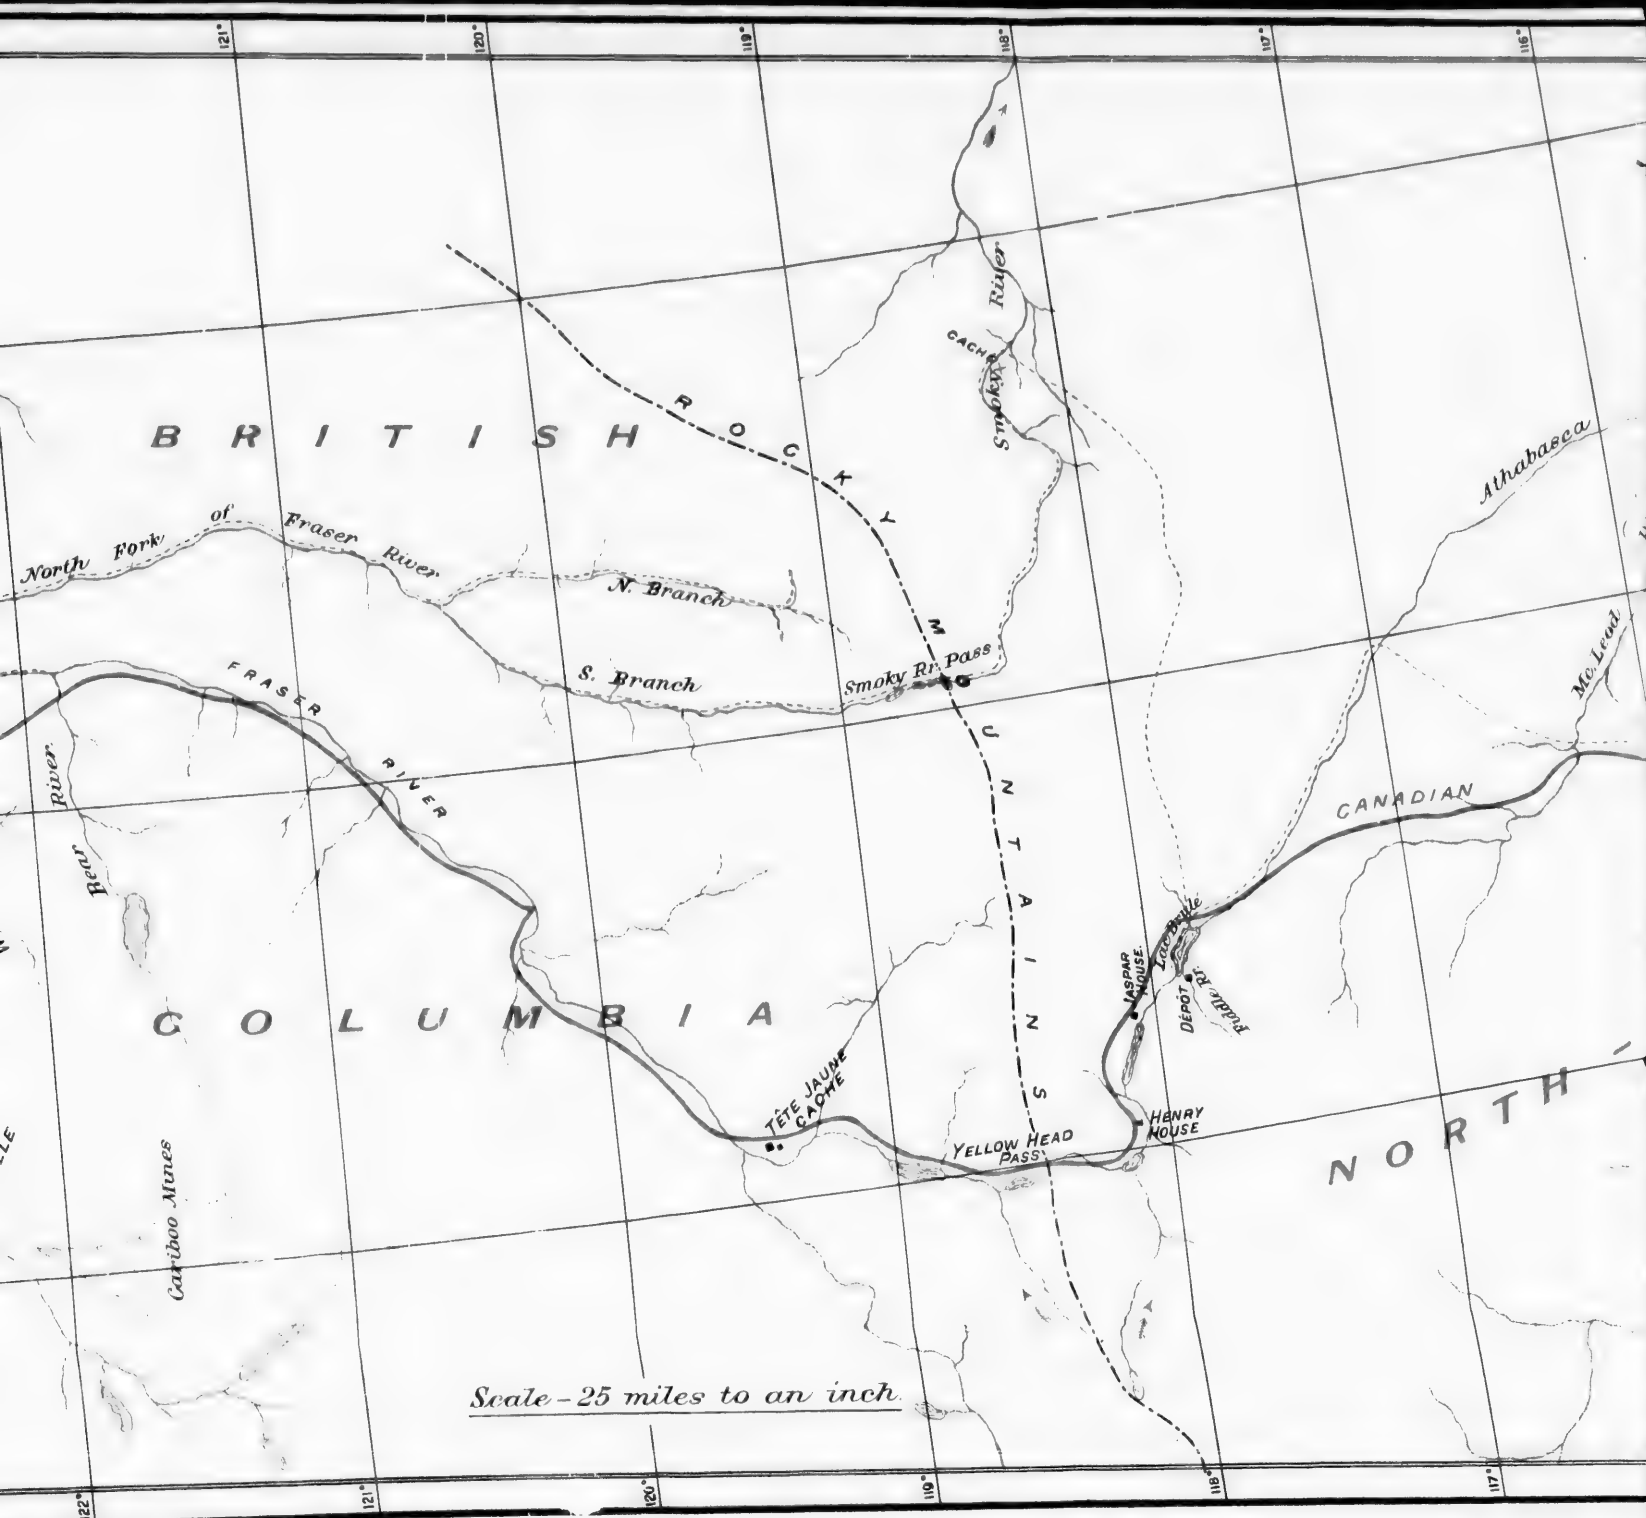 121°
120°
119°
118°
117°
116°
Smoky River
CACHE
BRITISH
ROCKY MOUNTAINS
Athabasca
North Fork of Fraser River
N. Branch
S. Branch
Smoky Rr. Pass
Mc.Leod
FRASER RIVER
Bear River
CANADIAN
Lac Brule
JASPAR
HOUSE.
DEPÔT
Fiddle Rr.
COLUMBIA
TÊTE JAUNE
CACHE
YELLOW HEAD
PASS
HENRY
HOUSE
NORTH
Cariboo Munes
Scale – 25 miles to an inch.
122°
121°
120°
119°
118°
117°